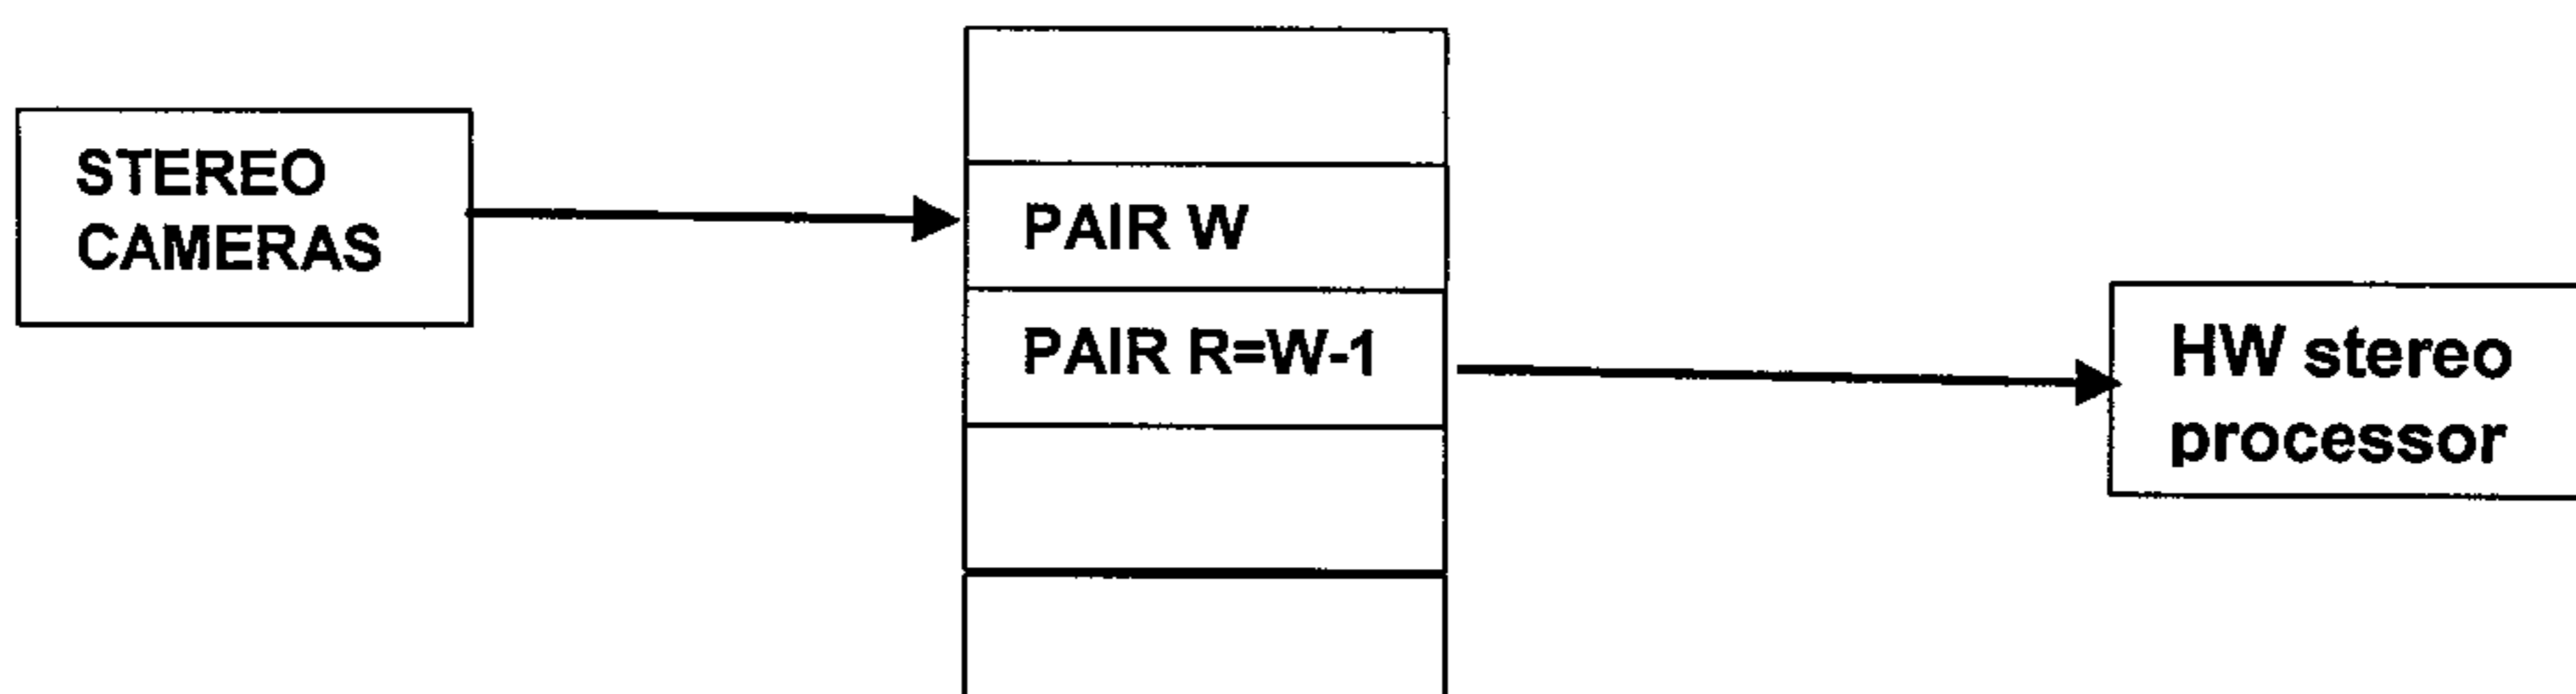 STEREO
CAMERAS
PAIR W
PAIR R=W-1
HW stereo
processor